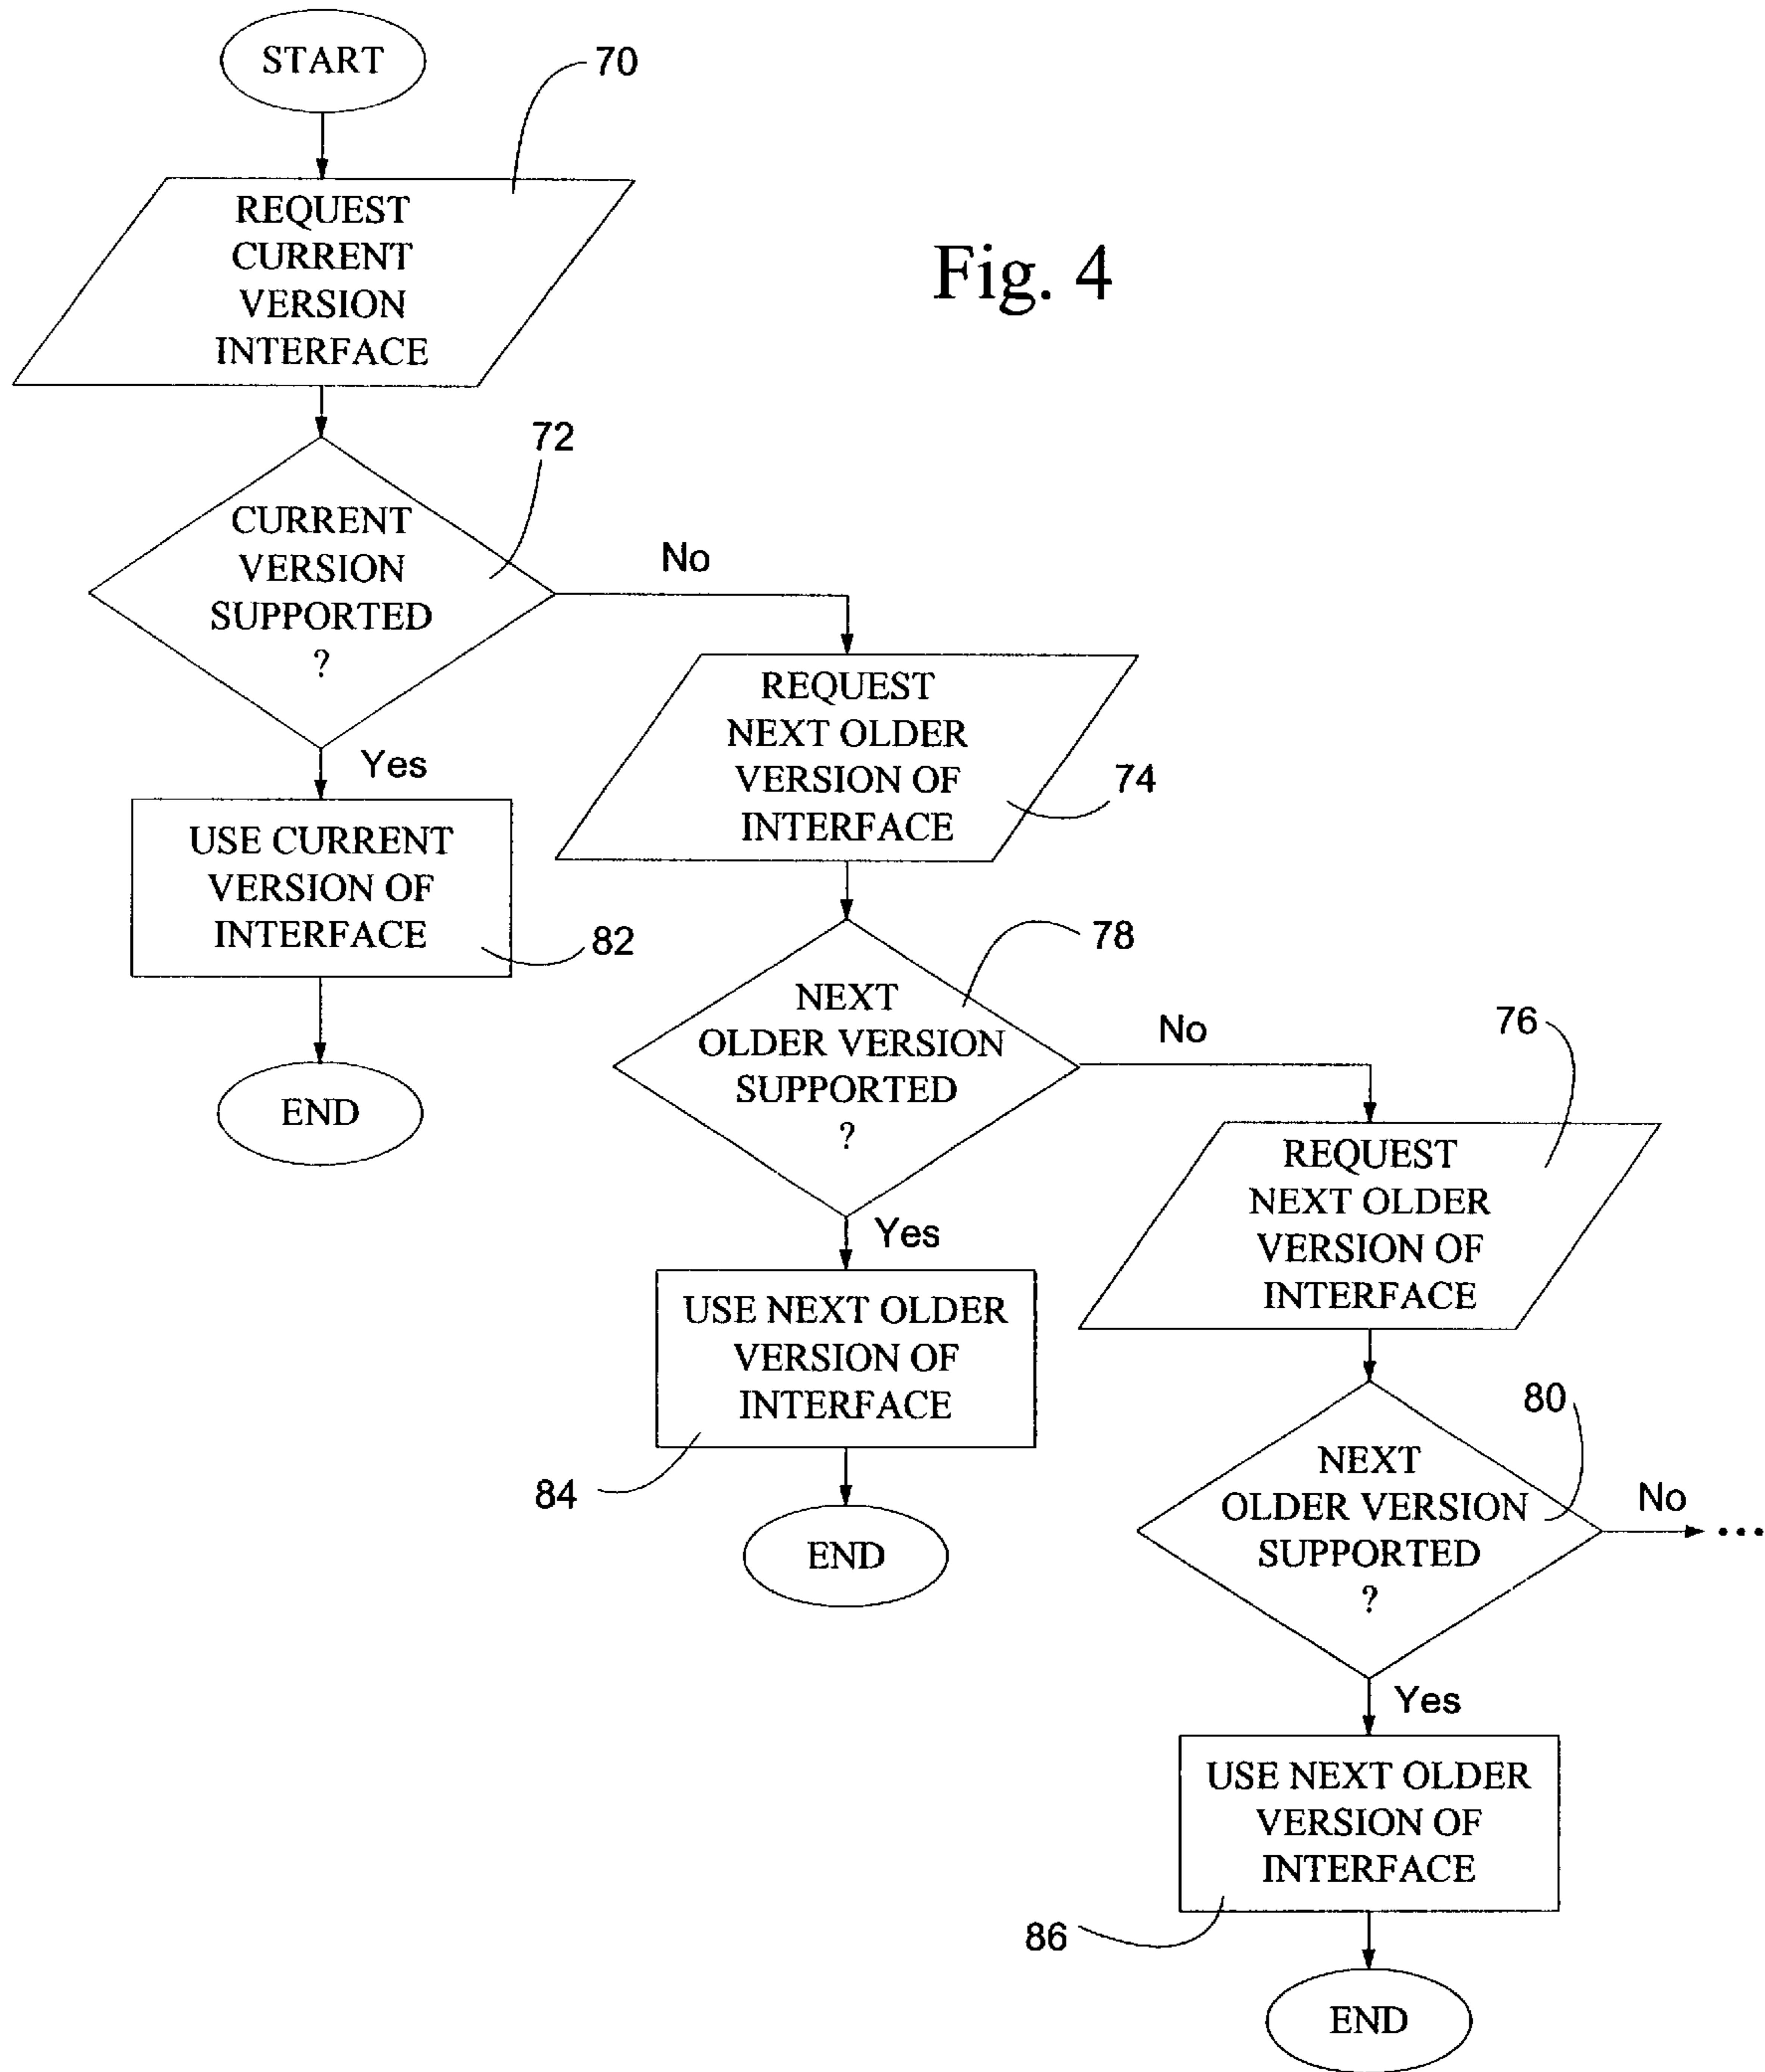 START
70
REQUEST
CURRENT
VERSION
INTERFACE
Fig. 4
72
CURRENT
VERSION
SUPPORTED
?
No
Yes
REQUEST
NEXT OLDER
VERSION OF
INTERFACE
74
USE CURRENT
VERSION OF
INTERFACE
82
END
78
NEXT
OLDER VERSION
SUPPORTED
?
No
76
Yes
REQUEST
NEXT OLDER
VERSION OF
INTERFACE
USE NEXT OLDER
VERSION OF
INTERFACE
84
END
80
NEXT
OLDER VERSION
SUPPORTED
?
No
•••
Yes
USE NEXT OLDER
VERSION OF
INTERFACE
86
END